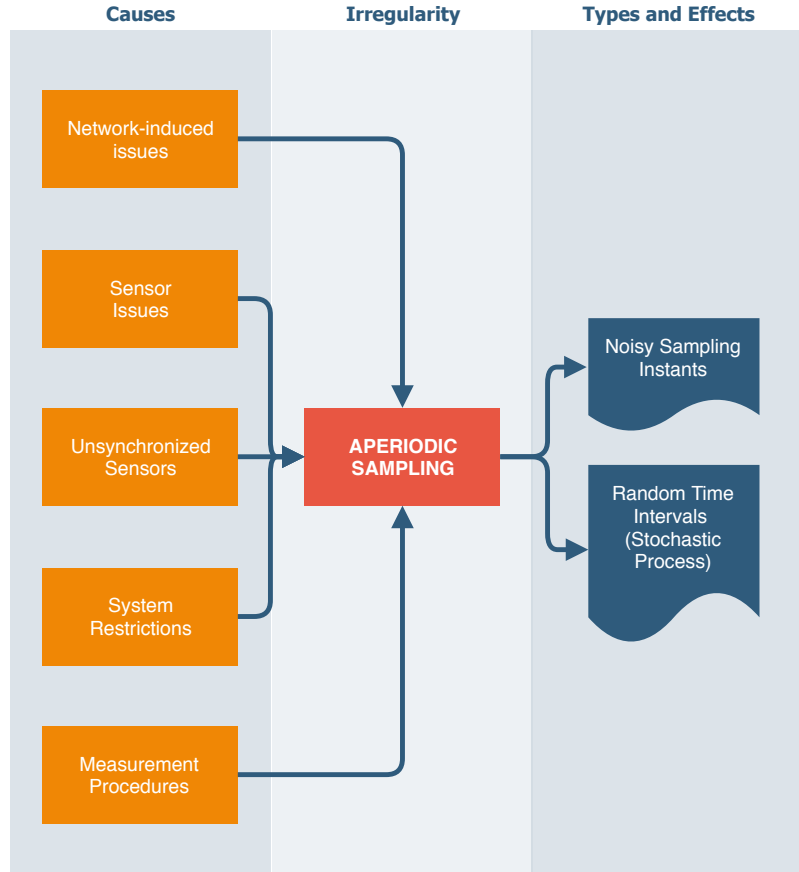 Causes
Irregularity
Types and Effects
Network-induced
issues
Sensor
Issues
Unsynchronized
Sensors
System
Restrictions
Measurement
Procedures
APERIODIC
SAMPLING
Noisy Sampling
Instants
Random Time
Intervals
(Stochastic
Process)